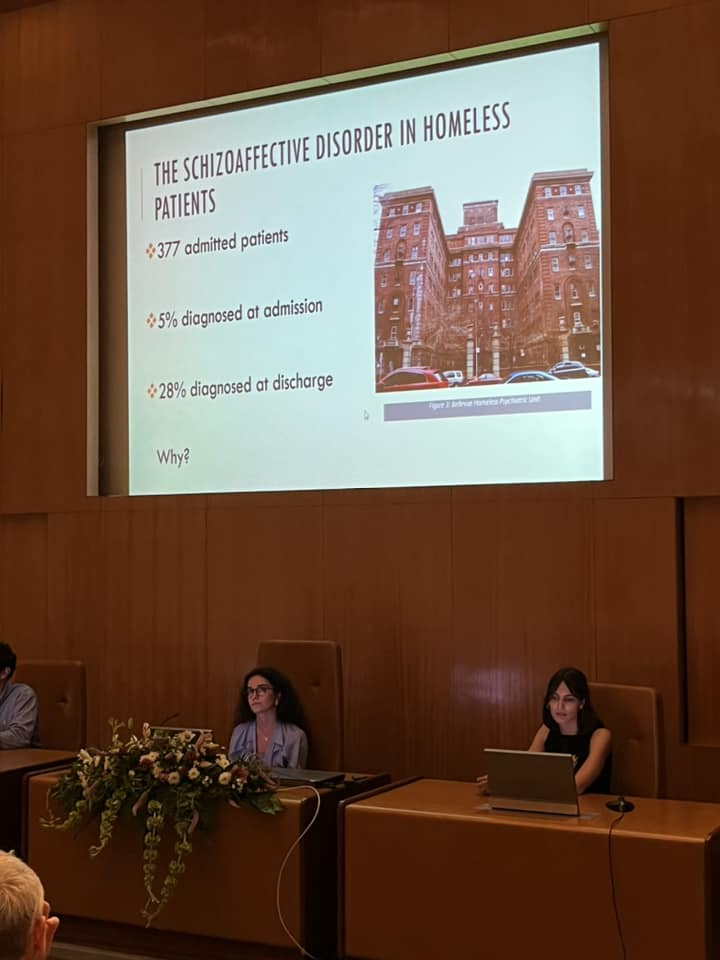 THE SCHIZOAFFECTIVE DISORDER IN HOMELESS
PATIENTS
❖377 admitted patients
❖5% diagnosed at admission
❖28% diagnosed at discharge
Why?
Figure 3: Bellevue Homeless Psychiatric Unit